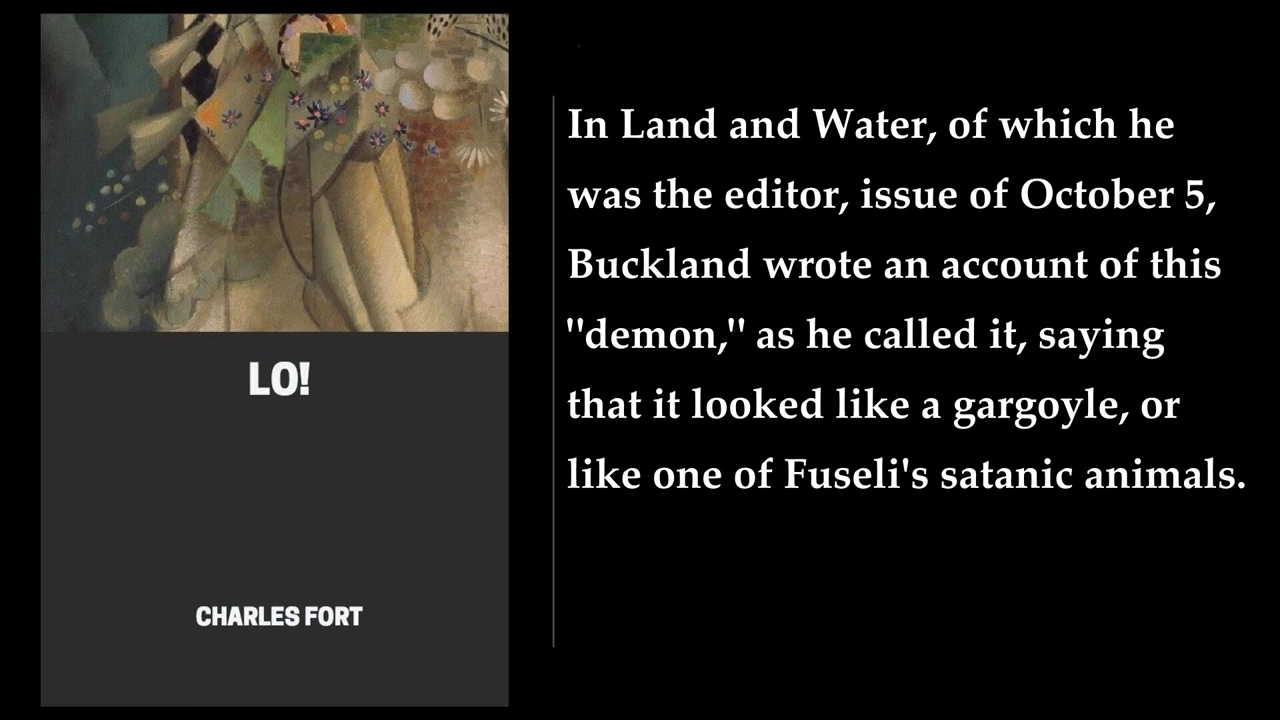 LO!
CHARLES FORT
In Land and Water, of which he
was the editor, issue of October 5,
Buckland wrote an account of this
"demon," as he called it, saying
that it looked like a gargoyle, or
like one of Fuseli's satanic animals.